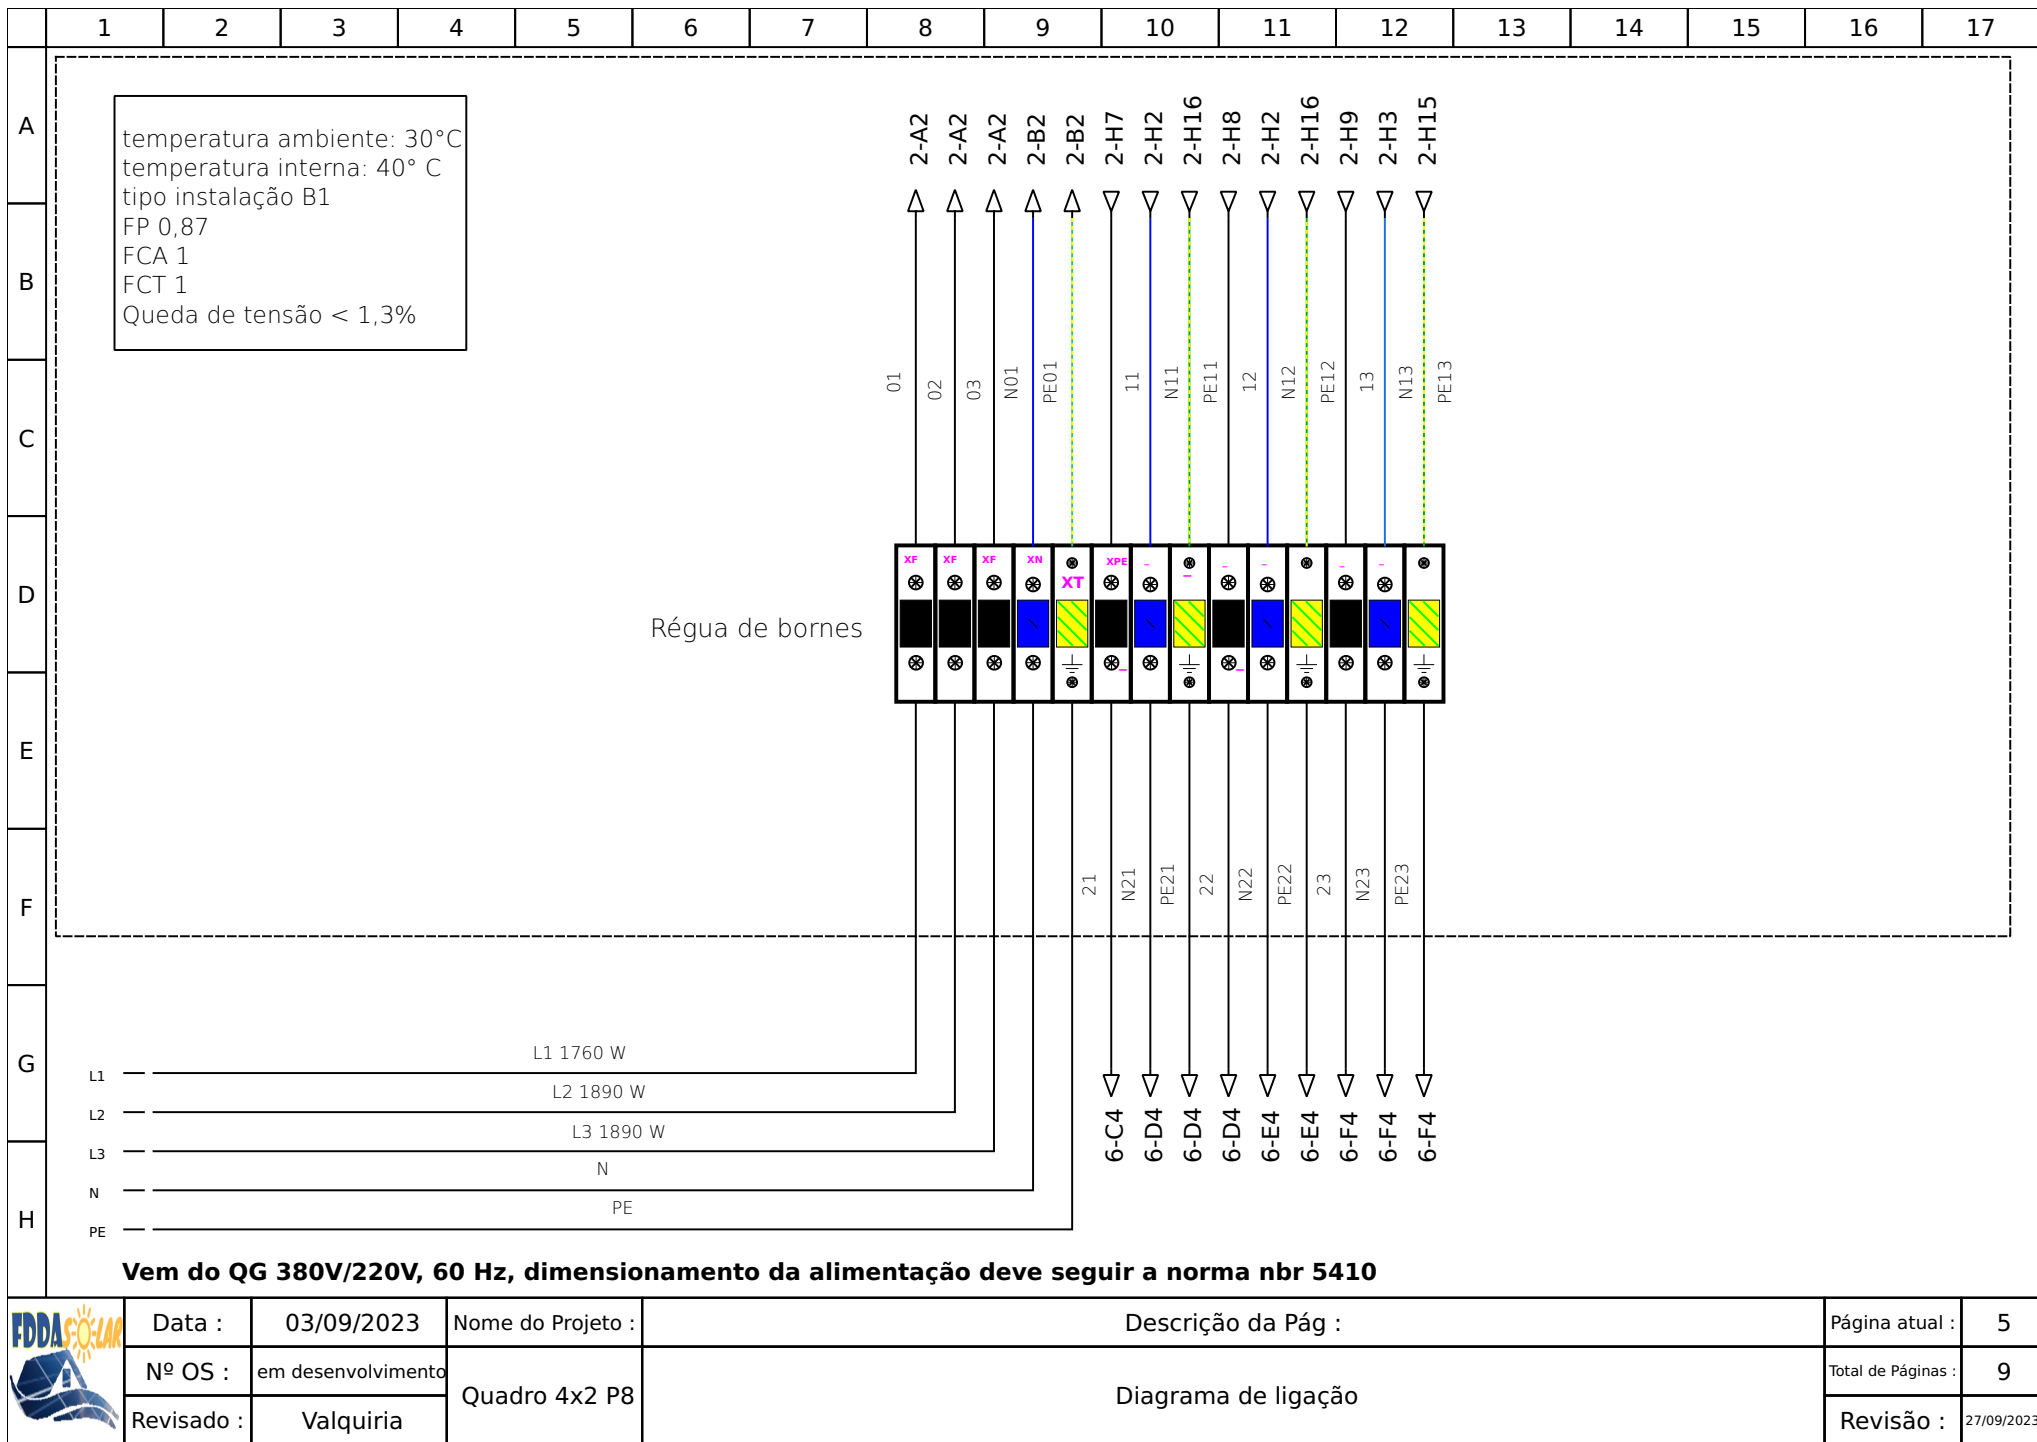 1 2 3 4 5 6 7 8 9 10 11 12 13 14 15 16 17
A
B
C
D
E
F
G
H
temperatura ambiente: 30°C
temperatura interna: 40° C
tipo instalação B1
FP 0,87
FCA 1
FCT 1
Queda de tensão < 1,3%
2-A2 2-A2 2-A2 2-B2 2-B2 2-H7 2-H2 2-H16 2-H8 2-H2 2-H16 2-H9 2-H3 2-H15
01 02 03 N01 PE01 11 N11 PE11 12 N12 PE12 13 N13 PE13
XF XF XF XN XT XPE _ _ _ _ _ _
Régua de bornes
_ _
21 N21 PE21 22 N22 PE22 23 N23 PE23
6-C4 6-D4 6-D4 6-D4 6-E4 6-E4 6-F4 6-F4 6-F4
L1 L1 1760 W
L2 L2 1890 W
L3 L3 1890 W
N N
PE PE
Vem do QG 380V/220V, 60 Hz, dimensionamento da alimentação deve seguir a norma nbr 5410
FDDA SOLAR
Data : 03/09/2023
Nº OS : em desenvolvimento
Revisado : Valquiria
Nome do Projeto :
Quadro 4x2 P8
Descrição da Pág :
Diagrama de ligação
Página atual : 5
Total de Páginas : 9
Revisão : 27/09/2023